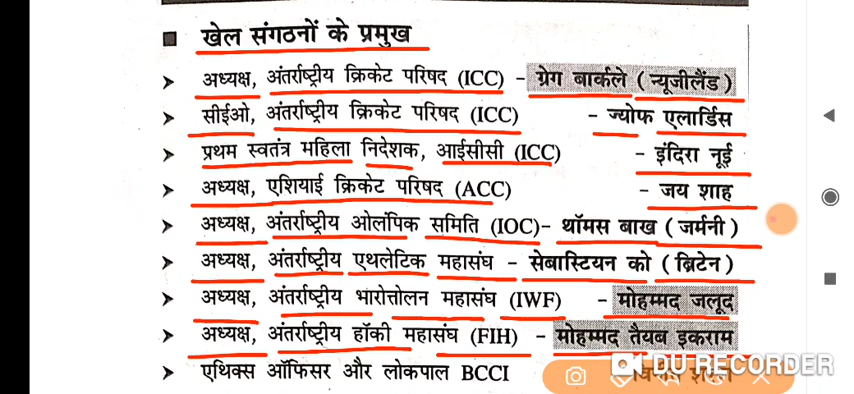 खेल संगठनों के प्रमुख
अध्यक्ष, अंतर्राष्ट्रीय क्रिकेट परिषद (ICC) - ग्रेग बार्कले (न्यूजीलैंड)
सीईओ, अंतर्राष्ट्रीय क्रिकेट परिषद (ICC) - ज्योफ एलार्डिस
प्रथम स्वतंत्र महिला निदेशक, आईसीसी (ICC) - इंदिरा नूई
अध्यक्ष, एशियाई क्रिकेट परिषद (ACC) - जय शाह
अध्यक्ष, अंतर्राष्ट्रीय ओलंपिक समिति (IOC)- थॉमस बाख (जर्मनी)
अध्यक्ष, अंतर्राष्ट्रीय एथलेटिक महासंघ - सेबास्टियन को (ब्रिटेन)
अध्यक्ष, अंतर्राष्ट्रीय भारोत्तोलन महासंघ (IWF) - मोहम्मद जलूद
अध्यक्ष, अंतर्राष्ट्रीय हॉकी महासंघ (FIH) - मोहम्मद तैयब इकराम
DU RECORDER
एथिक्स ऑफिसर और लोकपाल BCCI